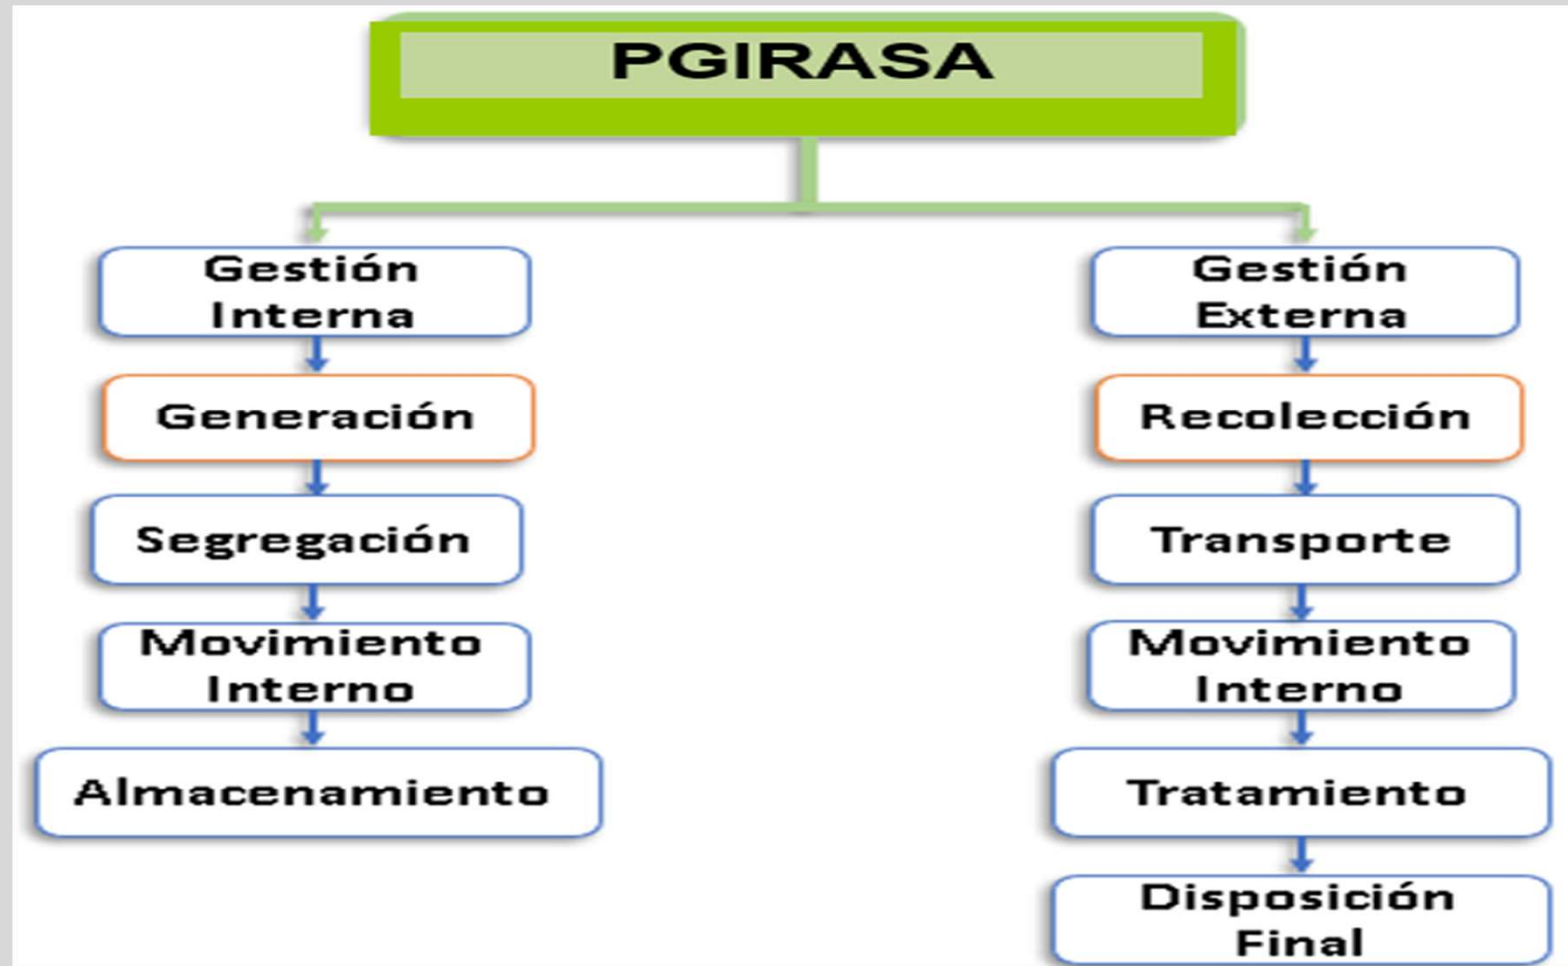 PGIRASA
Gestión
Interna
Generación
Segregación
Movimiento
Interno
Almacenamiento
Gestión
Externa
Recolección
Transporte
Movimiento
Interno
Tratamiento
Disposición
Final